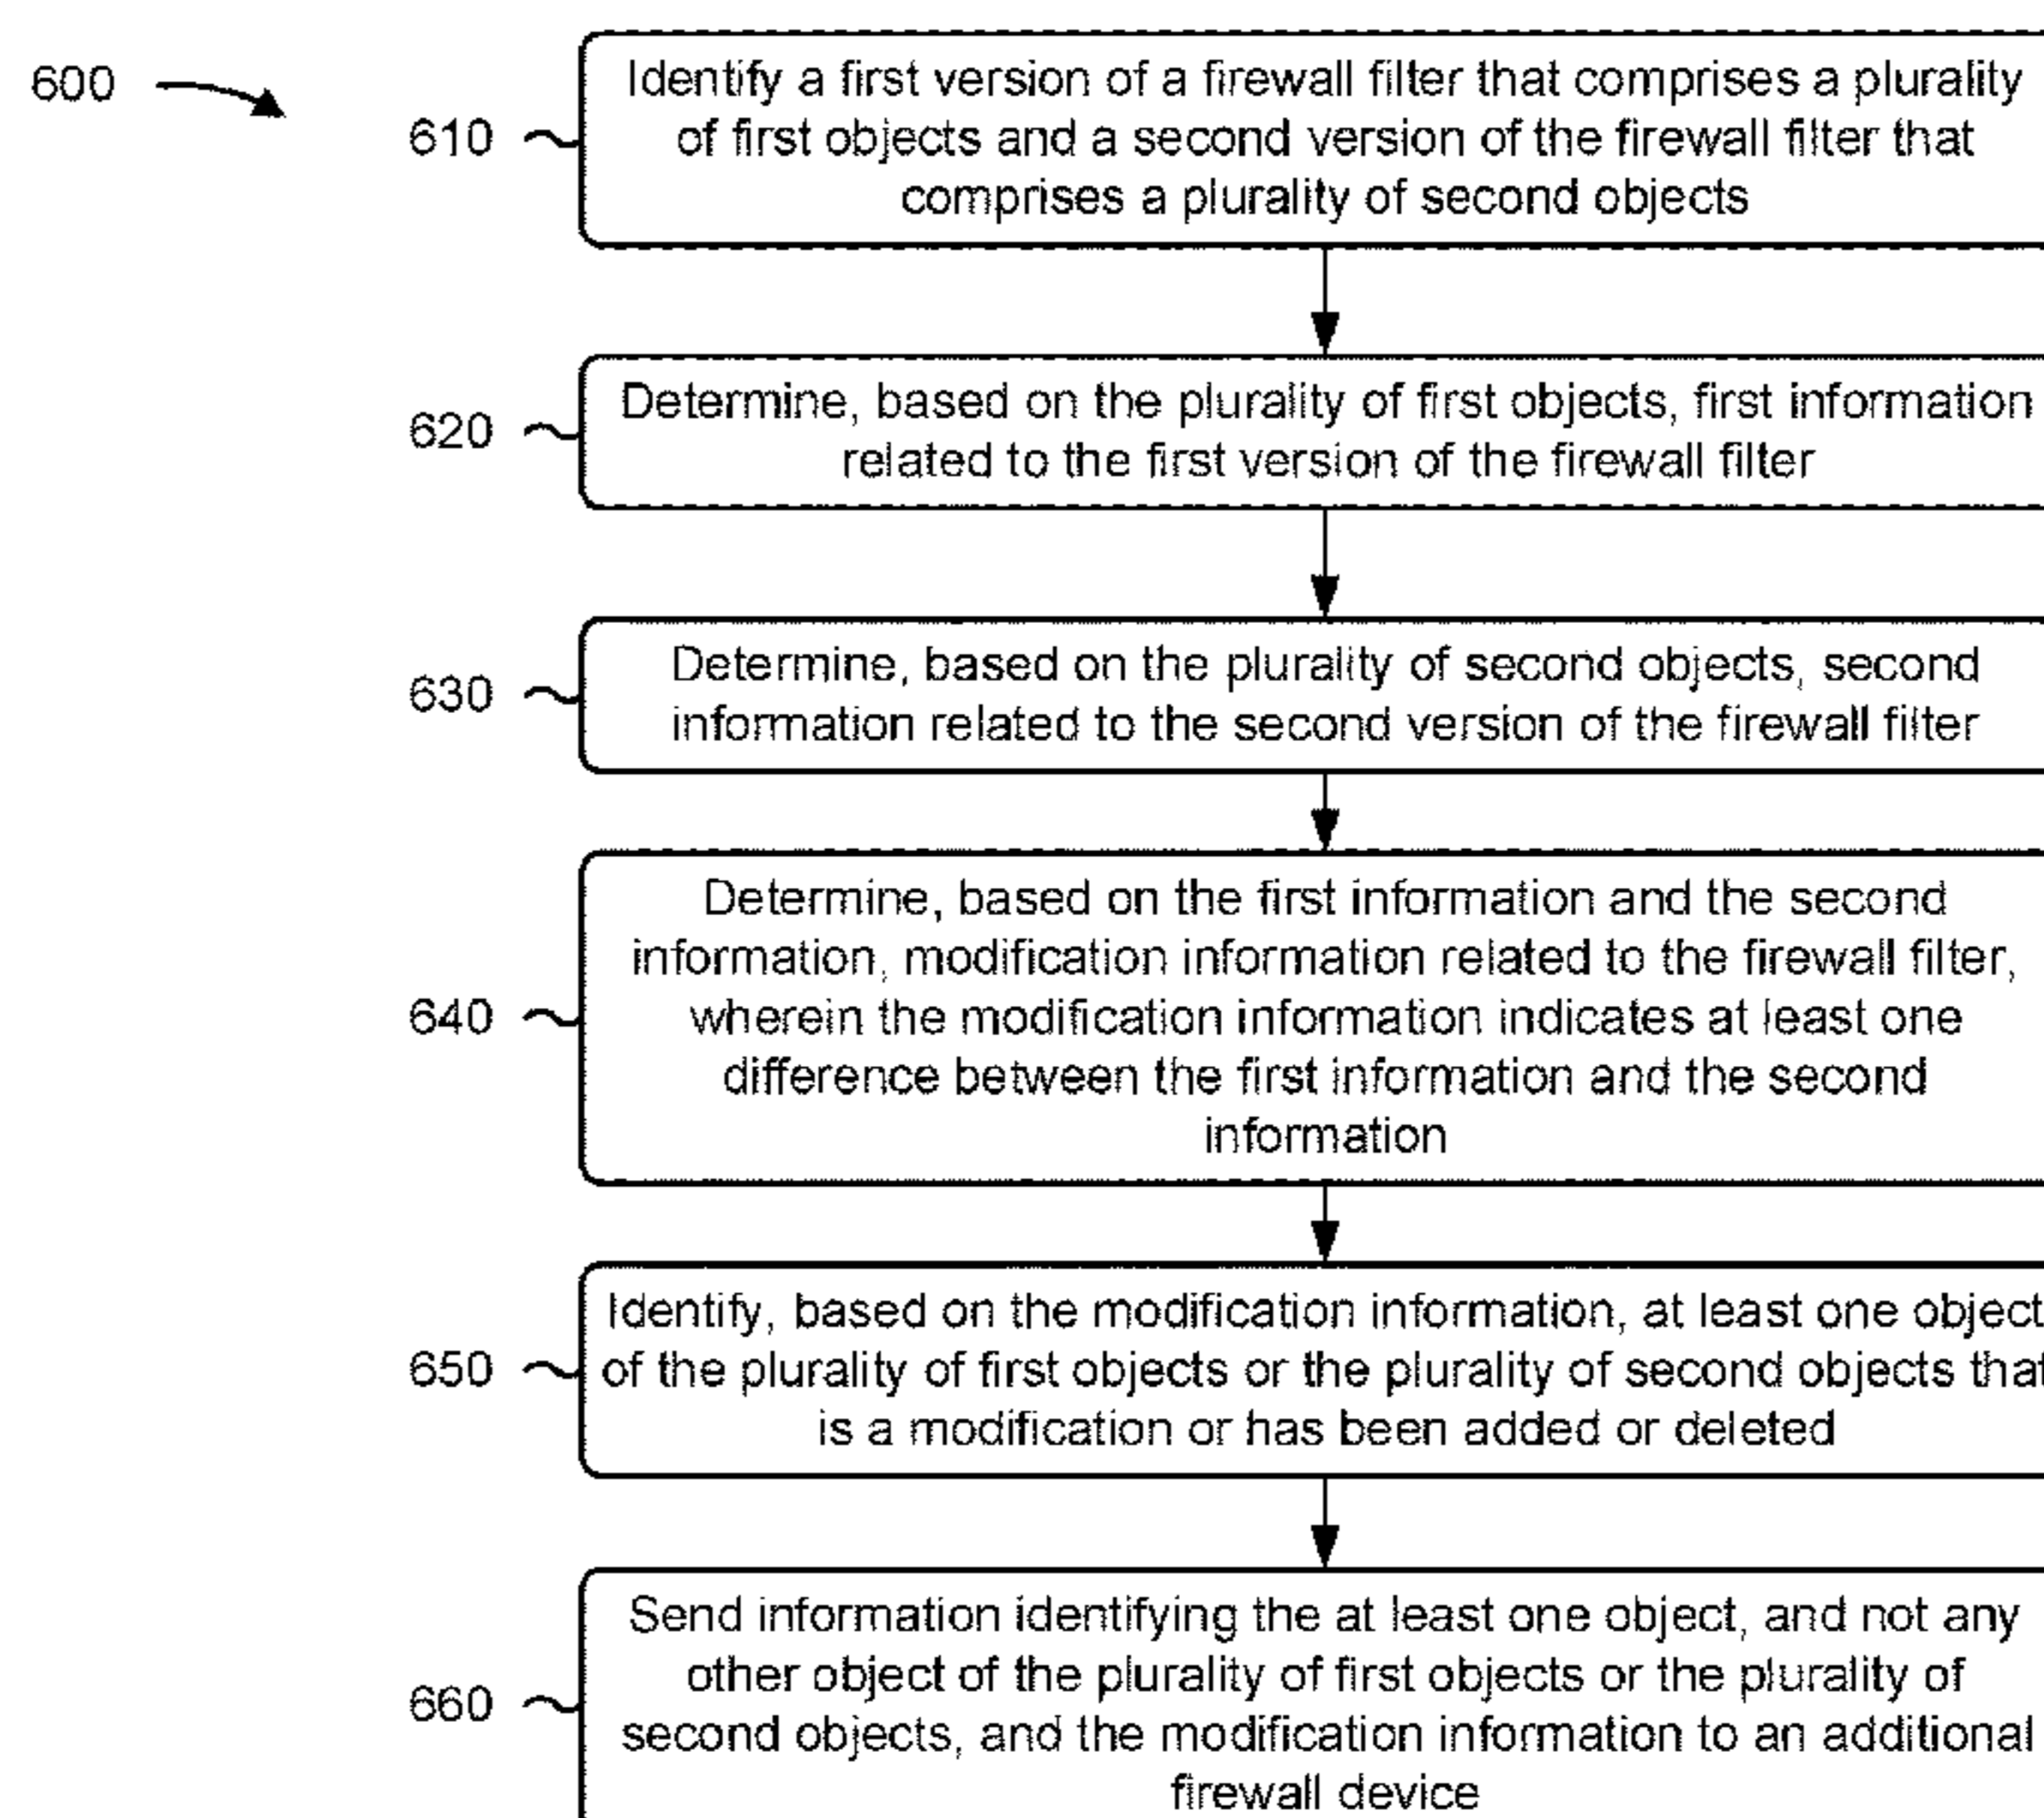 600
610
Identify a first version of a firewall filter that comprises a plurality
of first objects and a second version of the firewall filter that
comprises a plurality of second objects
620
Determine, based on the plurality of first objects, first information
related to the first version of the firewall filter
630
Determine, based on the plurality of second objects, second
information related to the second version of the firewall filter
640
Determine, based on the first information and the second
information, modification information related to the firewall filter,
wherein the modification information indicates at least one
difference between the first information and the second
information
650
Identify, based on the modification information, at least one object
of the plurality of first objects or the plurality of second objects that
is a modification or has been added or deleted
660
Send information identifying the at least one object, and not any
other object of the plurality of first objects or the plurality of
second objects, and the modification information to an additional
firewall device